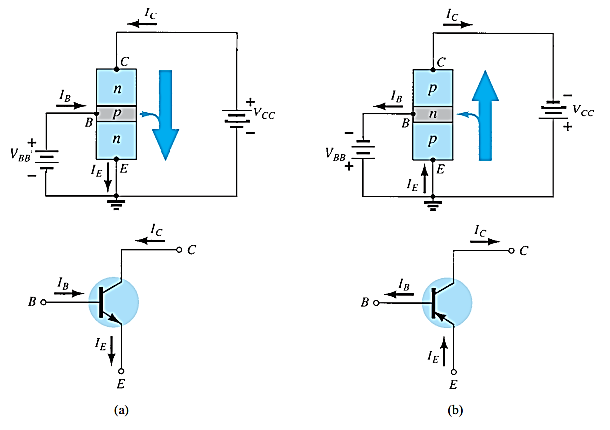 I_C
C
n
I_B
p
B
+
V_CC
−
+
V_BB
−
n
I_E
E
I_C
C
I_B
B
I_E
E
(a)
I_C
C
p
I_B
n
B
−
V_CC
+
−
V_BB
+
p
I_E
E
I_C
C
I_B
B
I_E
E
(b)